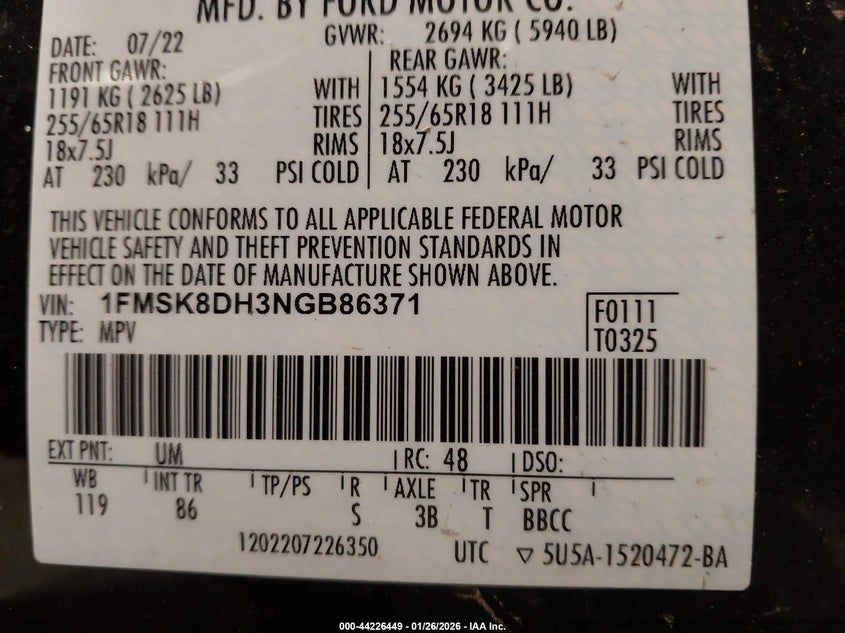 MFD. BY FORD MOTOR CO.
DATE: 07/22 GVWR: 2694 KG ( 5940 LB)
FRONT GAWR: REAR GAWR:
1191 KG ( 2625 LB) WITH 1554 KG ( 3425 LB) WITH
255/65R18 111H TIRES 255/65R18 111H TIRES
18x7.5J RIMS 18x7.5J RIMS
AT 230 kPa/ 33 PSI COLD AT 230 kPa/ 33 PSI COLD
THIS VEHICLE CONFORMS TO ALL APPLICABLE FEDERAL MOTOR
VEHICLE SAFETY AND THEFT PREVENTION STANDARDS IN
EFFECT ON THE DATE OF MANUFACTURE SHOWN ABOVE.
VIN: 1FMSK8DH3NGB86371 F0111
TYPE: MPV T0325
EXT PNT: UM RC: 48 DSO:
WB INT TR TP/PS R AXLE TR SPR
119 86 S 3B T BBCC
1202207226350 UTC ▽ 5U5A-1520472-BA
000-44226449 - 01/26/2026 - IAA Inc.